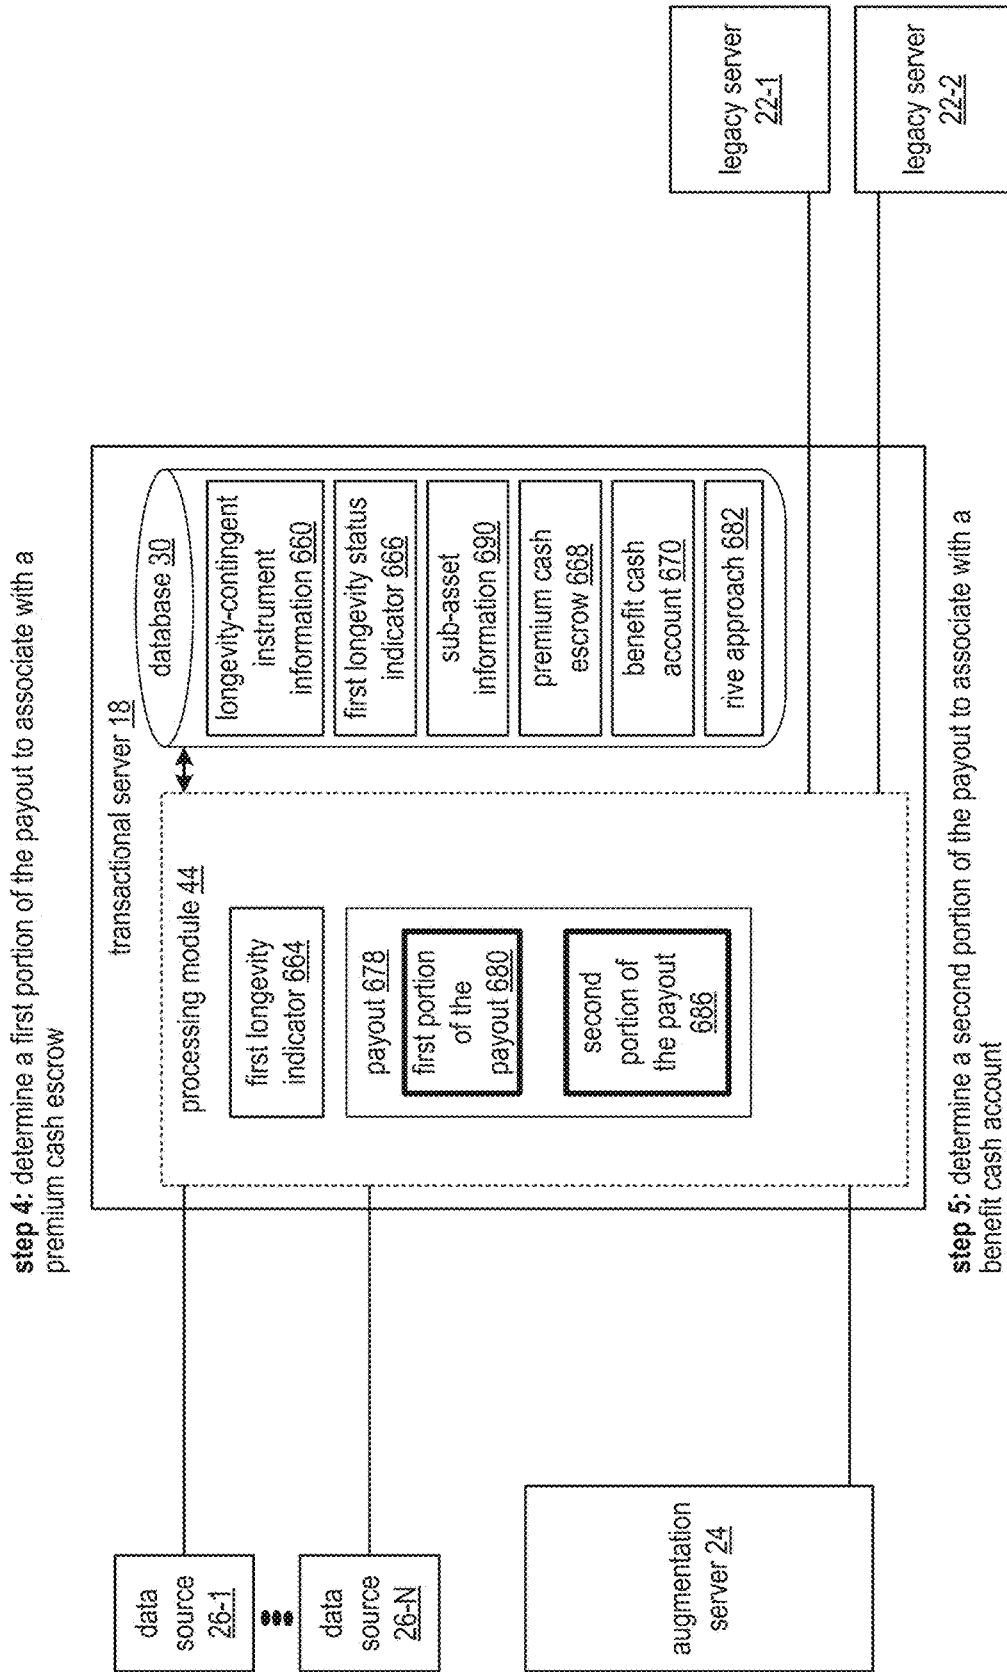 step 4: determine a first portion of the payout to associate with a
premium cash escrow
transactional server 18
data
source
26-1
data
source
26-N
augmentation
server 24
processing module 44
first longevity
indicator 664
payout 678
first portion
of the
payout 680
second
portion of
the payout
686
database 30
longevity-contingent
instrument
information 660
first longevity status
indicator 666
sub-asset
information 690
premium cash
escrow 668
benefit cash
account 670
rive approach 682
legacy server
22-1
legacy server
22-2
step 5: determine a second portion of the payout to associate with a
benefit cash account